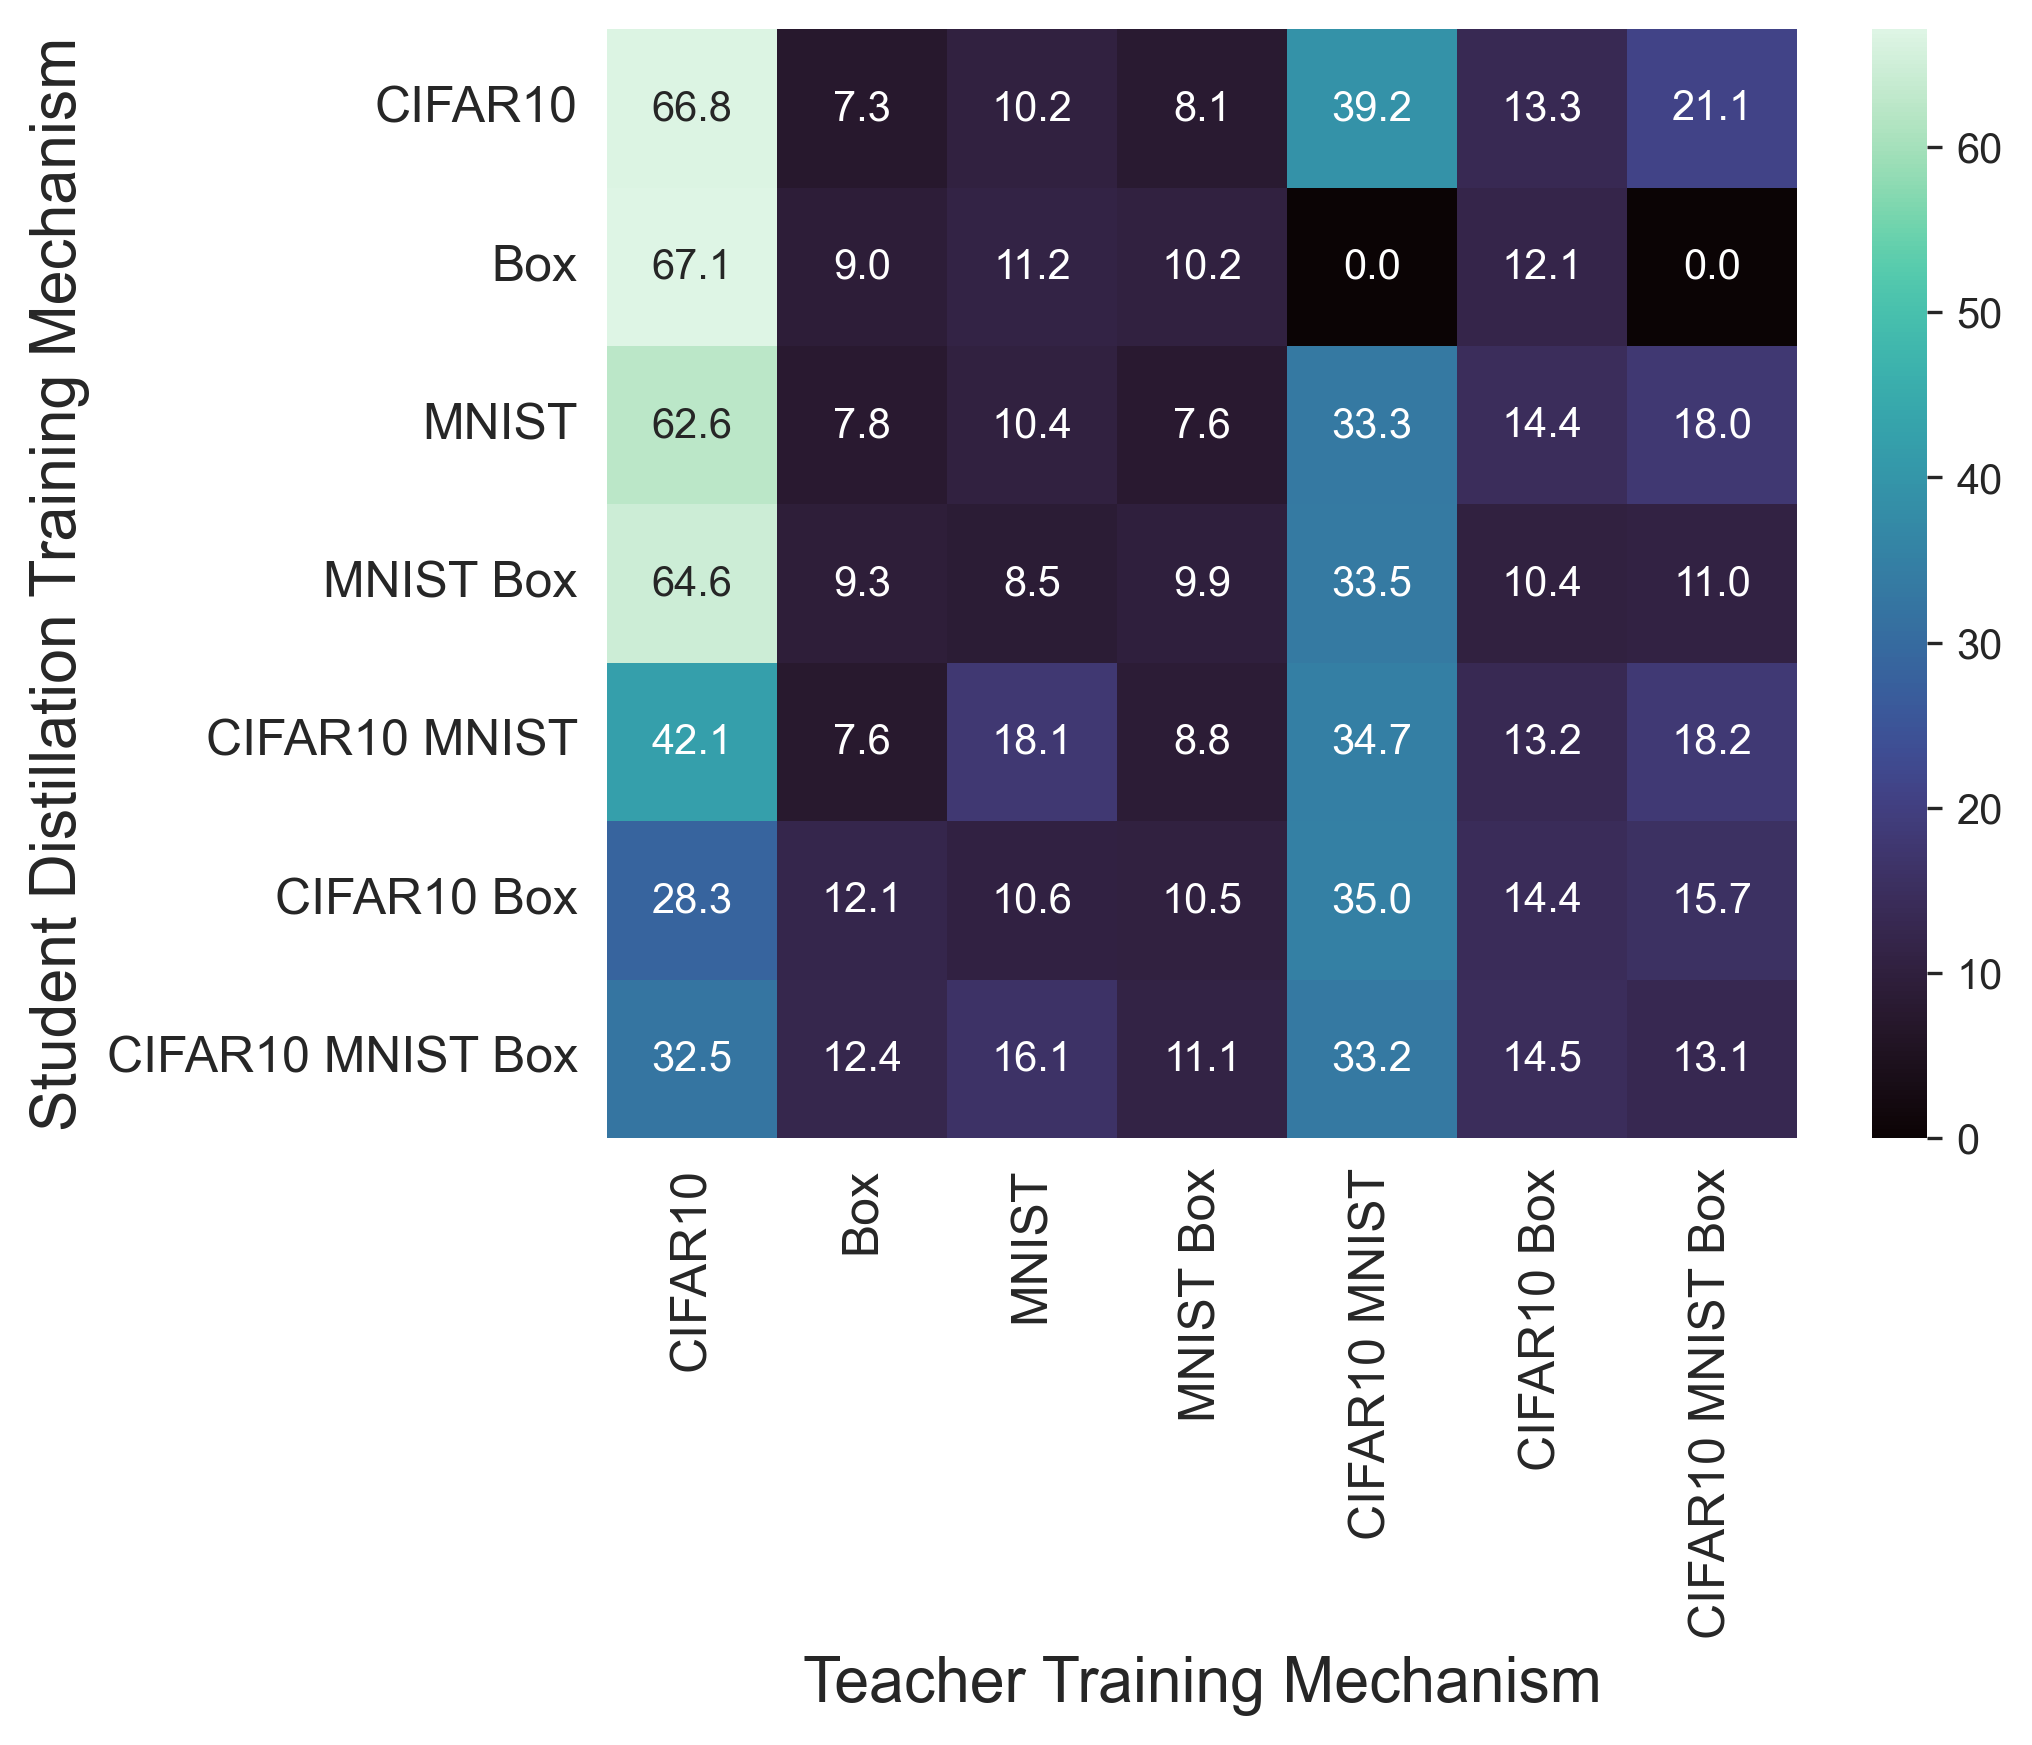 Student Distillation Training Mechanism
CIFAR10 66.8 7.3 10.2 8.1 39.2 13.3 21.1
Box 67.1 9.0 11.2 10.2 0.0 12.1 0.0
MNIST 62.6 7.8 10.4 7.6 33.3 14.4 18.0
MNIST Box 64.6 9.3 8.5 9.9 33.5 10.4 11.0
CIFAR10 MNIST 42.1 7.6 18.1 8.8 34.7 13.2 18.2
CIFAR10 Box 28.3 12.1 10.6 10.5 35.0 14.4 15.7
CIFAR10 MNIST Box 32.5 12.4 16.1 11.1 33.2 14.5 13.1
CIFAR10
Box
MNIST
MNIST Box
CIFAR10 MNIST
CIFAR10 Box
CIFAR10 MNIST Box
Teacher Training Mechanism
60
50
40
30
20
10
0